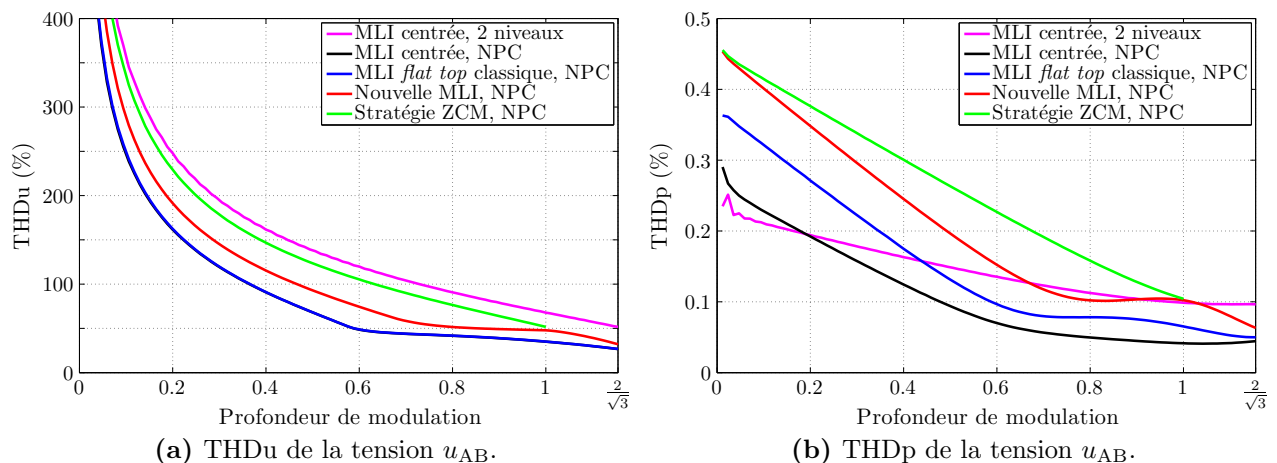 400
300
200
100
0
THDu (%)
MLI centrée, 2 niveaux
MLI centrée, NPC
MLI flat top classique, NPC
Nouvelle MLI, NPC
Stratégie ZCM, NPC
0 0.2 0.4 0.6 0.8 1 2/√3
Profondeur de modulation
(a) THDu de la tension uAB.
0.5
0.4
0.3
0.2
0.1
0
THDp (%)
MLI centrée, 2 niveaux
MLI centrée, NPC
MLI flat top classique, NPC
Nouvelle MLI, NPC
Stratégie ZCM, NPC
0 0.2 0.4 0.6 0.8 1 2/√3
Profondeur de modulation
(b) THDp de la tension uAB.